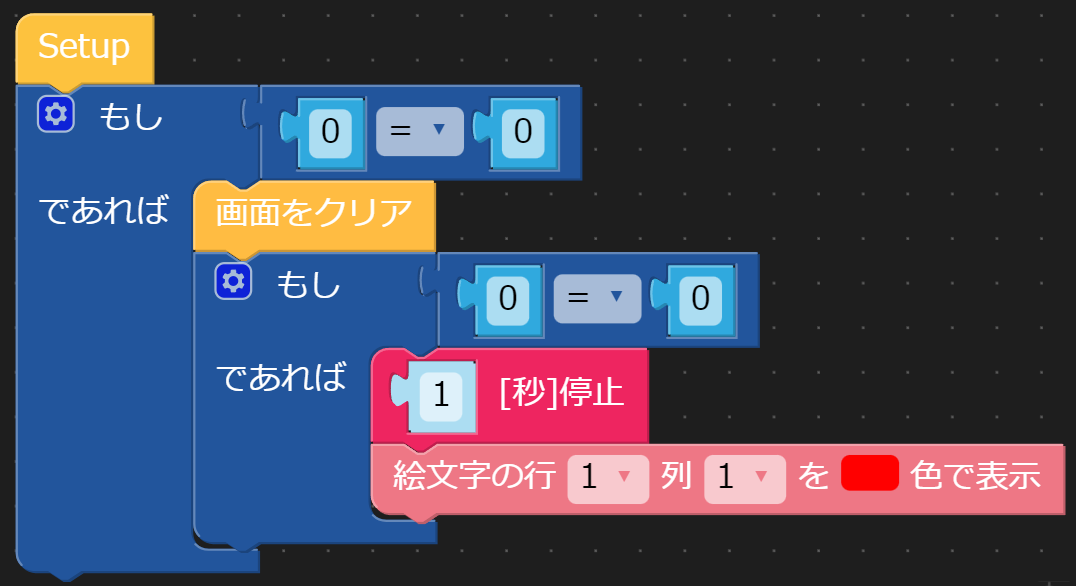 Setup
もし 0 = ▼ 0
であれば 画面をクリア
もし 0 = ▼ 0
であれば 1 [秒]停止
絵文字の行 1 ▼ 列 1 ▼ を 色で表示